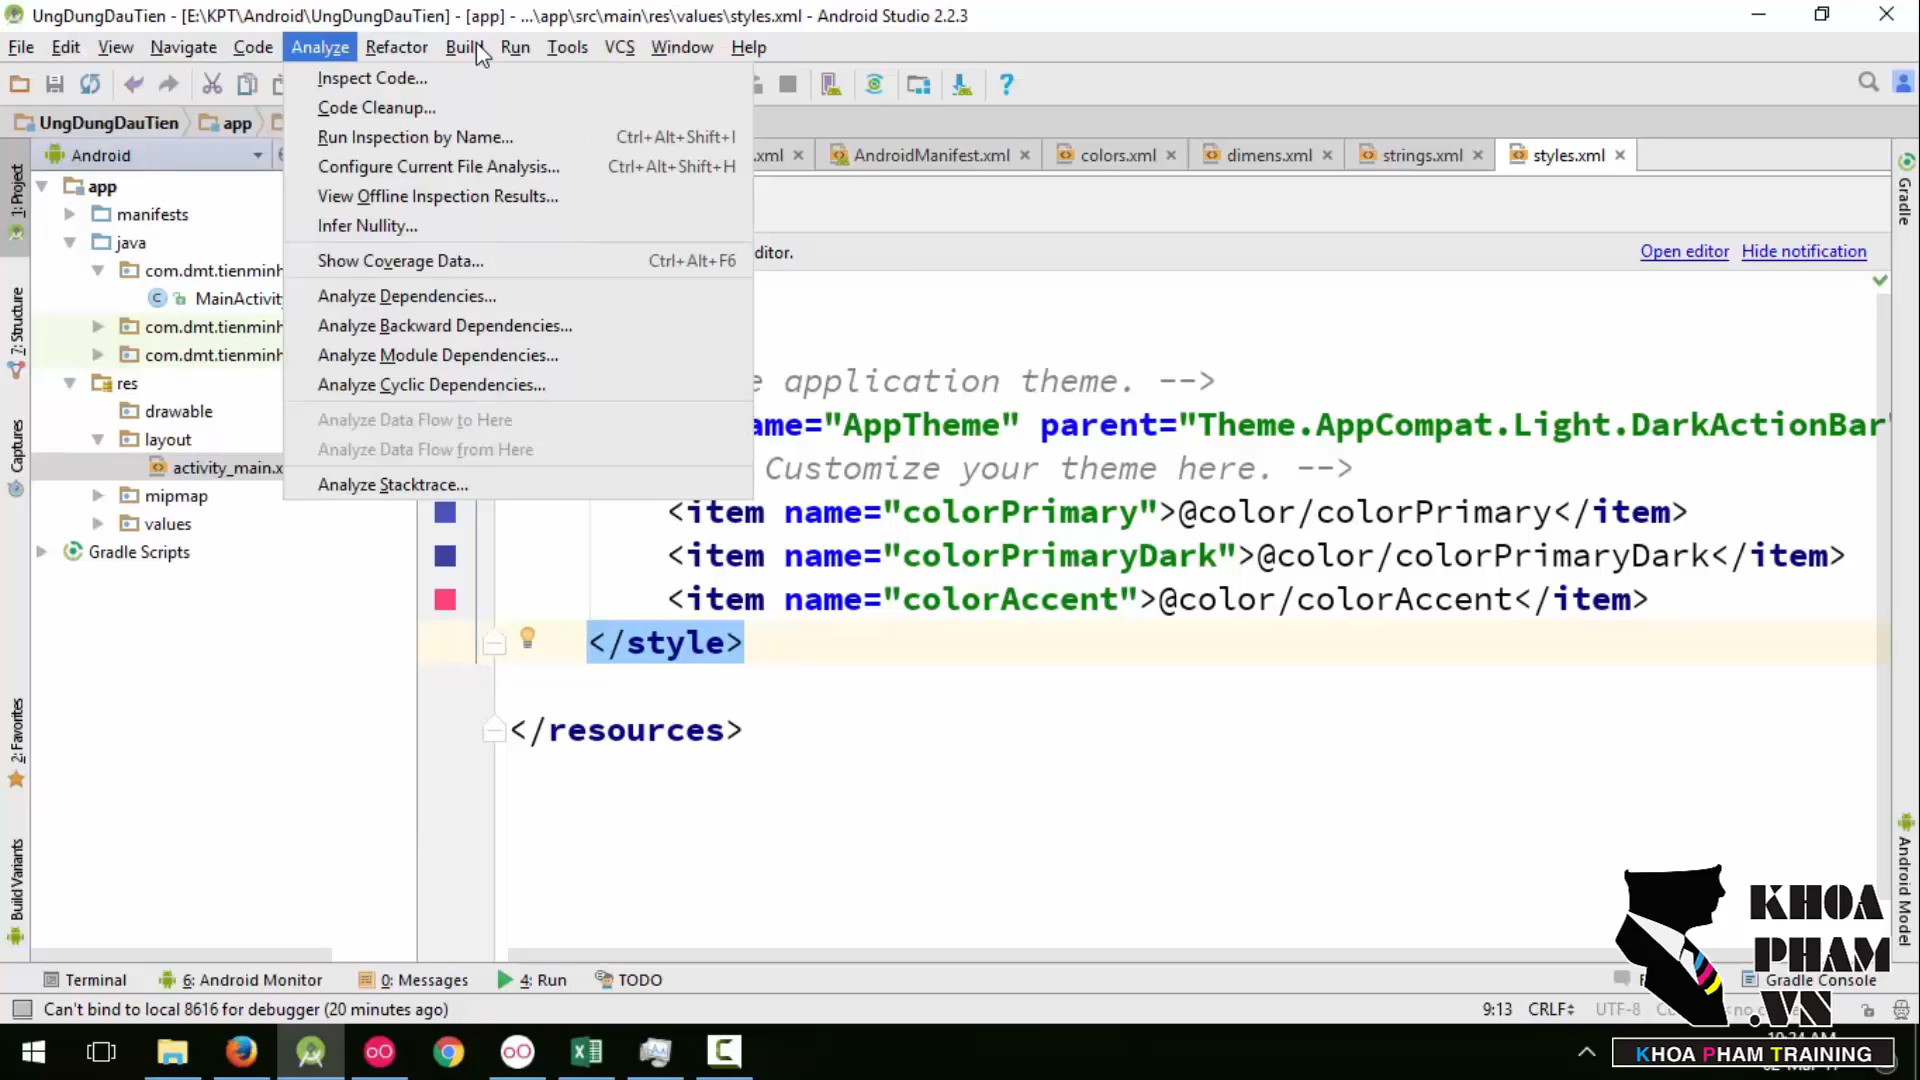 UngDungDauTien - [E:\KPT\Android\UngDungDauTien] - [app] - ...\app\src\main\res\values\styles.xml - Android Studio 2.2.3
File Edit View Navigate Code Analyze Refactor Build Run Tools VCS Window Help
Inspect Code...
Code Cleanup...
Run Inspection by Name... Ctrl+Alt+Shift+I
Configure Current File Analysis... Ctrl+Alt+Shift+H
View Offline Inspection Results...
Infer Nullity...
Show Coverage Data... Ctrl+Alt+F6
Analyze Dependencies...
Analyze Backward Dependencies...
Analyze Module Dependencies...
Analyze Cyclic Dependencies...
Analyze Data Flow to Here
Analyze Data Flow from Here
Analyze Stacktrace...
UngDungDauTien app
Android
.xml AndroidManifest.xml colors.xml dimens.xml strings.xml styles.xml
1: Project
7: Structure
Captures
2: Favorites
Build Variants
app
manifests
java
com.dmt.tienminh
MainActivity
com.dmt.tienminh
com.dmt.tienminh
res
drawable
layout
activity_main.x
mipmap
values
Gradle Scripts
ditor. Open editor Hide notification
e application theme. -->
ame="AppTheme" parent="Theme.AppCompat.Light.DarkActionBar"
Customize your theme here. -->
<item name="colorPrimary">@color/colorPrimary</item>
<item name="colorPrimaryDark">@color/colorPrimaryDark</item>
<item name="colorAccent">@color/colorAccent</item>
</style>
</resources>
Gradle
Android Model
KHOA
PHAM
.VN
Terminal 6: Android Monitor 0: Messages 4: Run TODO Gradle Console
Can't bind to local 8616 for debugger (20 minutes ago) 9:13 CRLF UTF-8
KHOA PHAM TRAINING